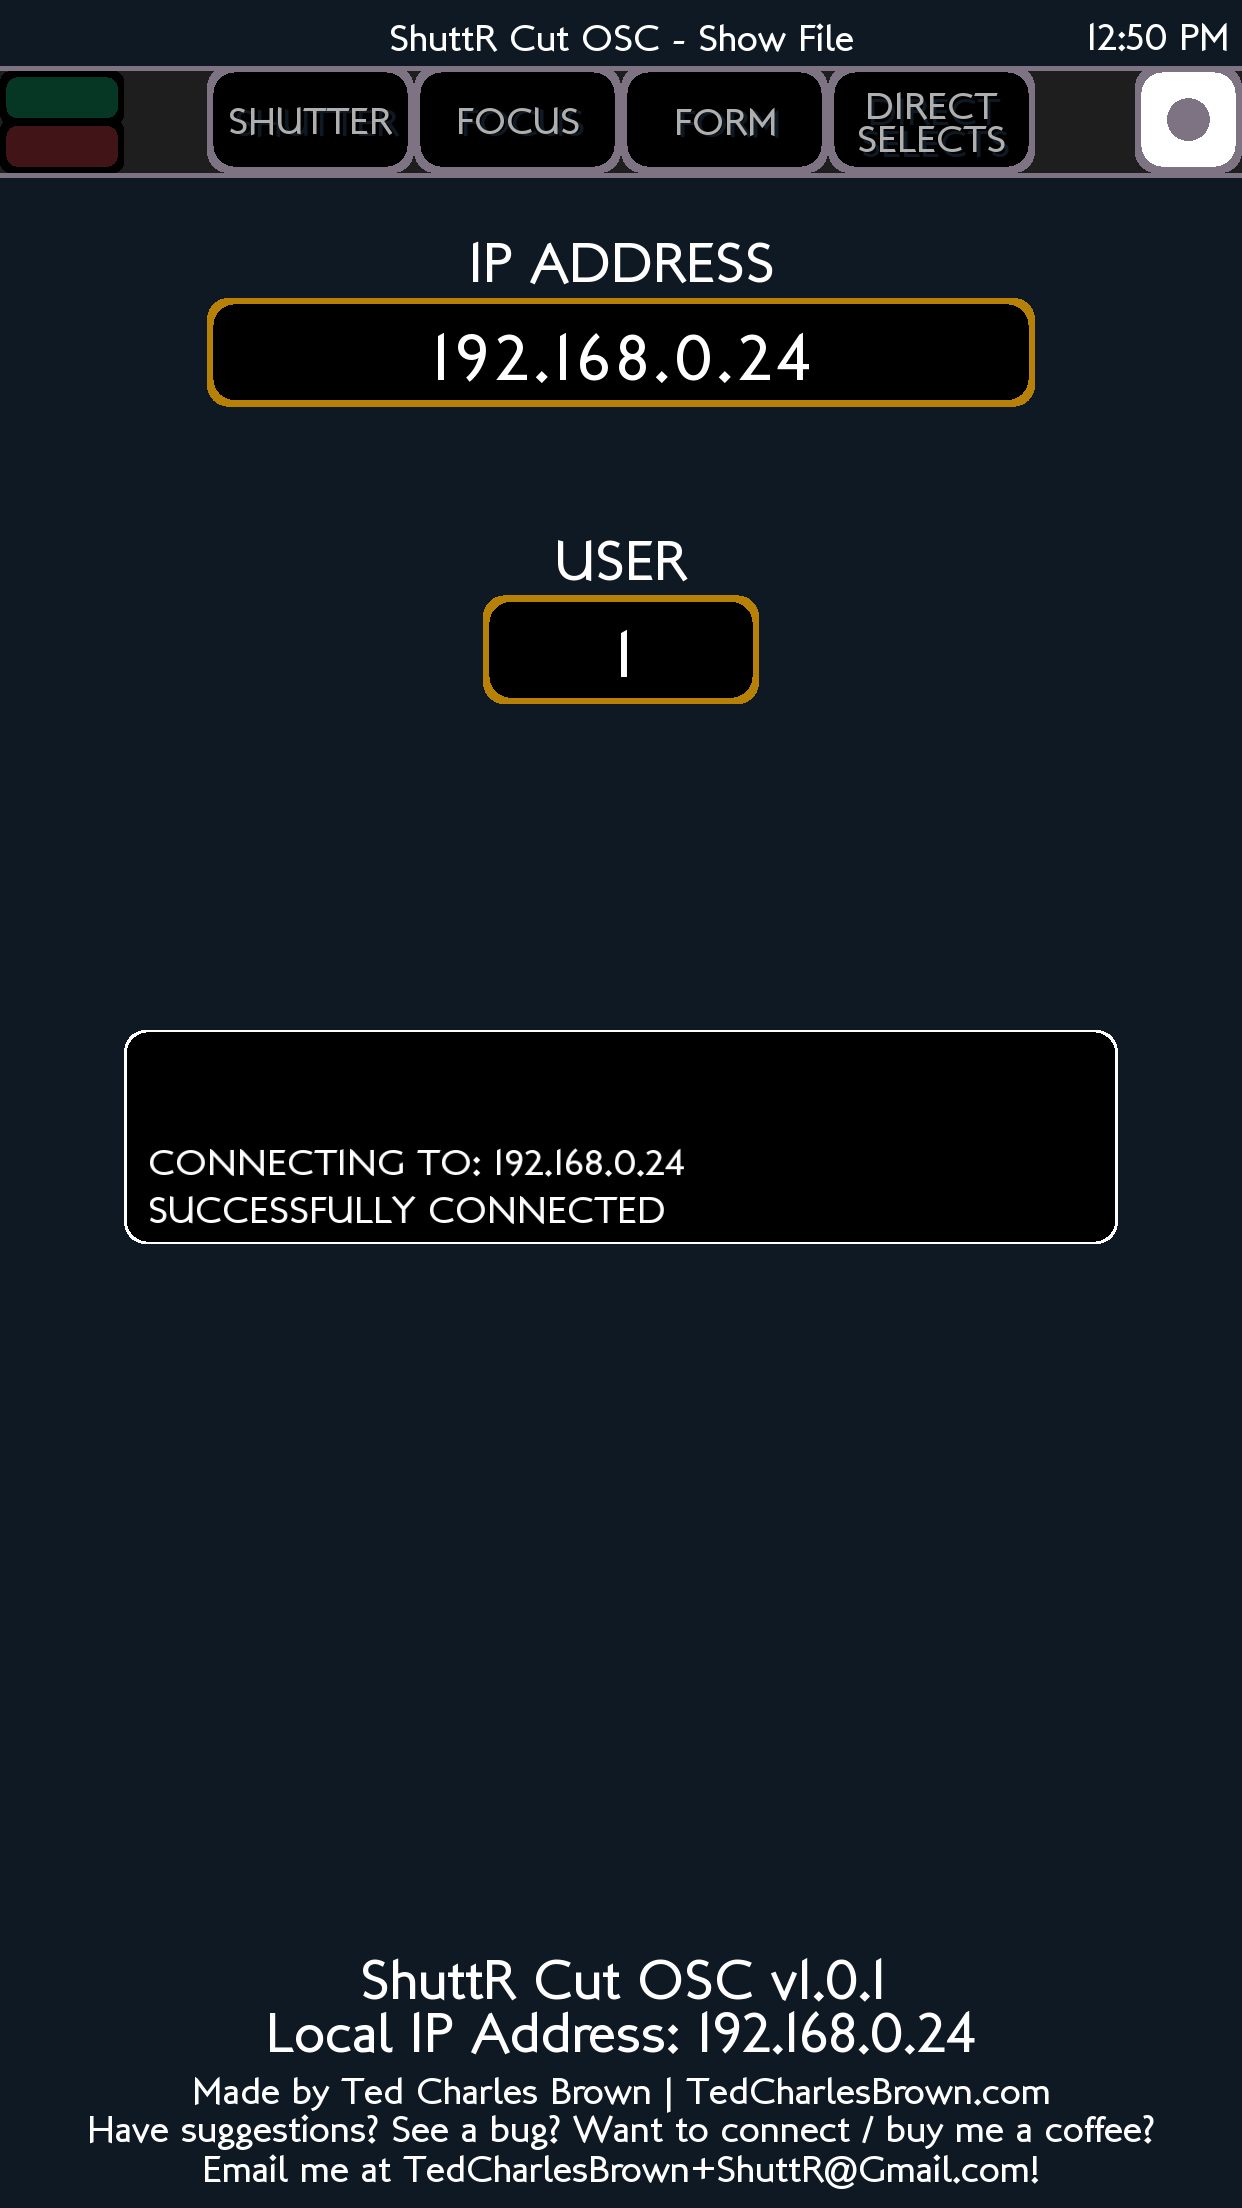 ShuttR Cut OSC - Show File
12:50 PM
SHUTTER
FOCUS
FORM
DIRECT
SELECTS
IP ADDRESS
192.168.0.24
USER
1
CONNECTING TO: 192.168.0.24
SUCCESSFULLY CONNECTED
ShuttR Cut OSC v1.0.1
Local IP Address: 192.168.0.24
Made by Ted Charles Brown | TedCharlesBrown.com
Have suggestions? See a bug? Want to connect / buy me a coffee?
Email me at TedCharlesBrown+ShuttR@Gmail.com!